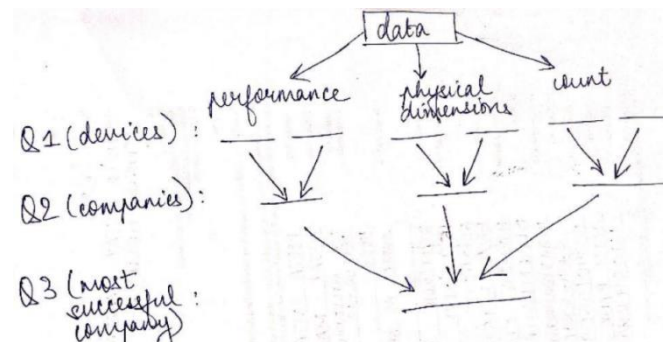 data
performance
physical
dimensions
count
Q1 (devices) :
Q2 (companies):
Q3 (most
successful :
company)